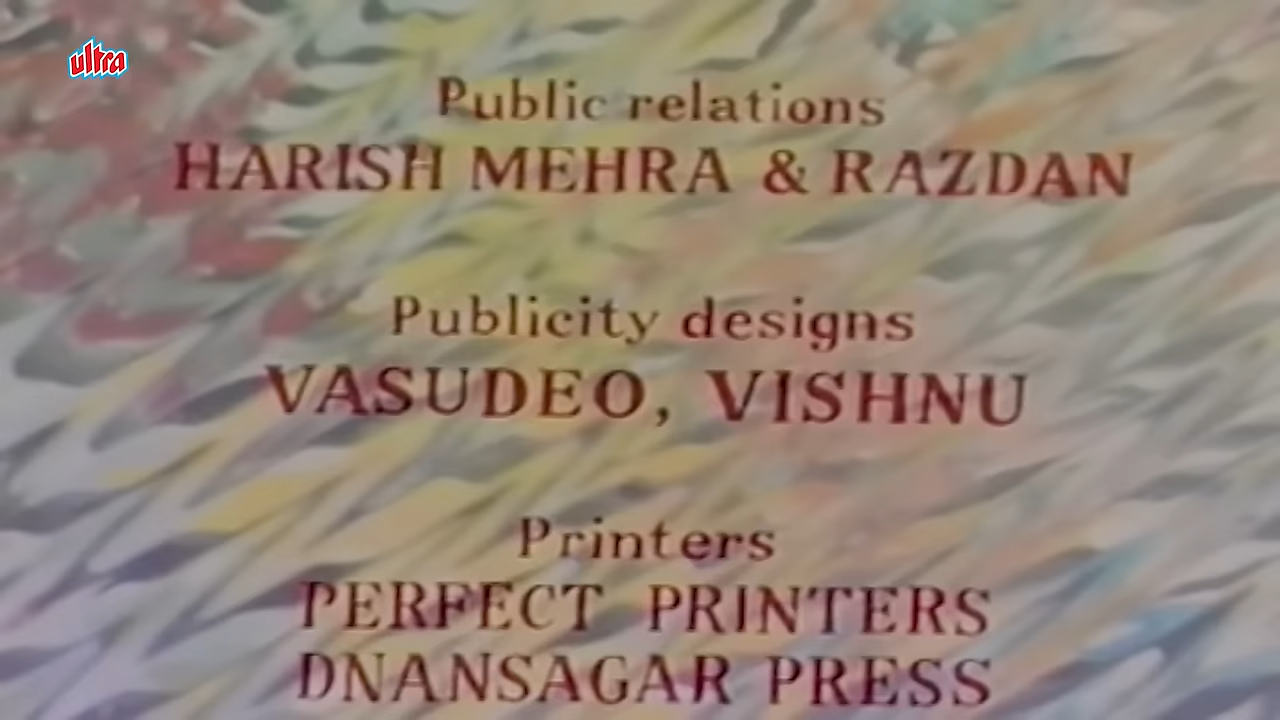 ultra
Public relations
HARISH MEHRA & RAZDAN
Publicity designs
VASUDEO, VISHNU
Printers
PERFECT PRINTERS
DNANSAGAR PRESS